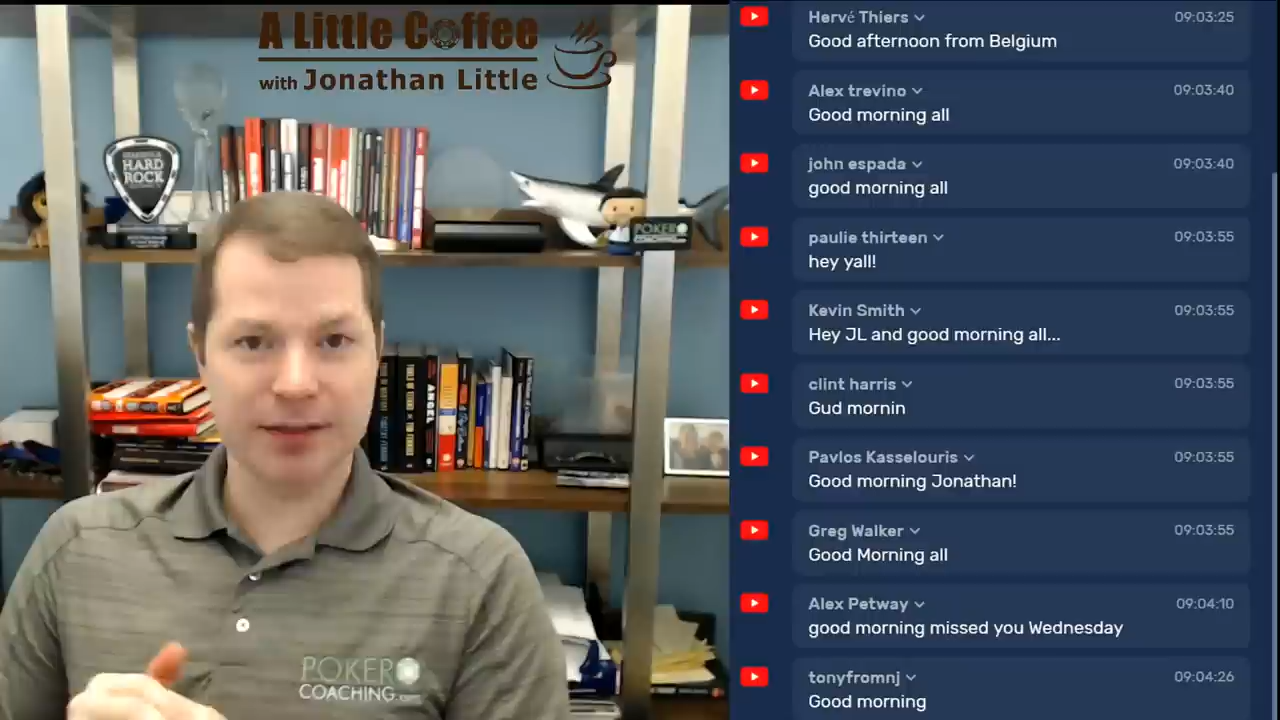 A Little Coffee
with Jonathan Little
HARD
ROCK
POKER
COACHING
ANGEL
POKER
COACHING.com
Hervé Thiers
09:03:25
Good afternoon from Belgium
Alex trevino
09:03:40
Good morning all
john espada
09:03:40
good morning all
paulie thirteen
09:03:55
hey yall!
Kevin Smith
09:03:55
Hey JL and good morning all...
clint harris
09:03:55
Gud mornin
Pavlos Kasselouris
09:03:55
Good morning Jonathan!
Greg Walker
09:03:55
Good Morning all
Alex Petway
09:04:10
good morning missed you Wednesday
tonyfromnj
09:04:26
Good morning